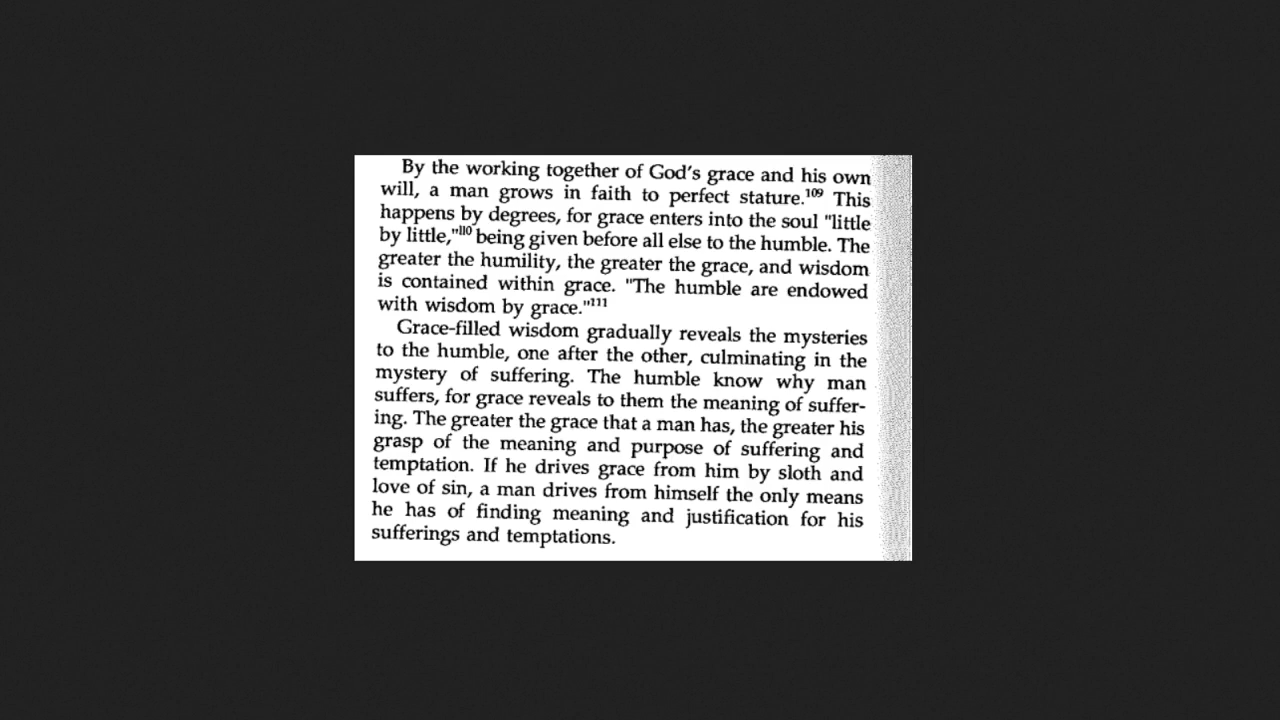 By the working together of God's grace and his own
will, a man grows in faith to perfect stature.109 This
happens by degrees, for grace enters into the soul "little
by little,"110 being given before all else to the humble. The
greater the humility, the greater the grace, and wisdom
is contained within grace. "The humble are endowed
with wisdom by grace."111
Grace-filled wisdom gradually reveals the mysteries
to the humble, one after the other, culminating in the
mystery of suffering. The humble know why man
suffers, for grace reveals to them the meaning of suffer-
ing. The greater the grace that a man has, the greater his
grasp of the meaning and purpose of suffering and
temptation. If he drives grace from him by sloth and
love of sin, a man drives from himself the only means
he has of finding meaning and justification for his
sufferings and temptations.